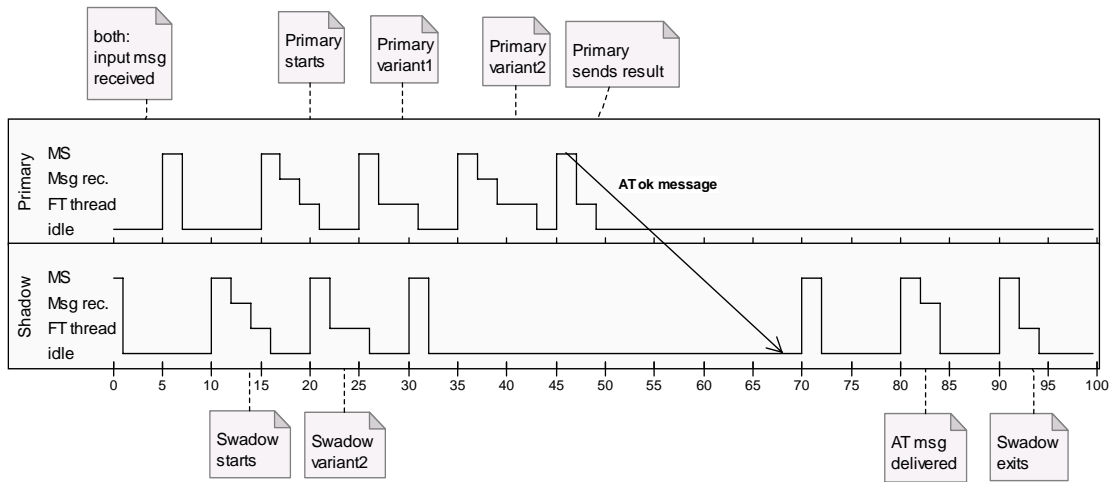 both:
input msg
received
Primary
starts
Primary
variant1
Primary
variant2
Primary
sends result
Primary
MS
Msg rec.
FT thread
idle
AT ok message
Shadow
MS
Msg rec.
FT thread
idle
0 5 10 15 20 25 30 35 40 45 50 55 60 65 70 75 80 85 90 95 100
Swadow
starts
Swadow
variant2
AT msg
delivered
Swadow
exits